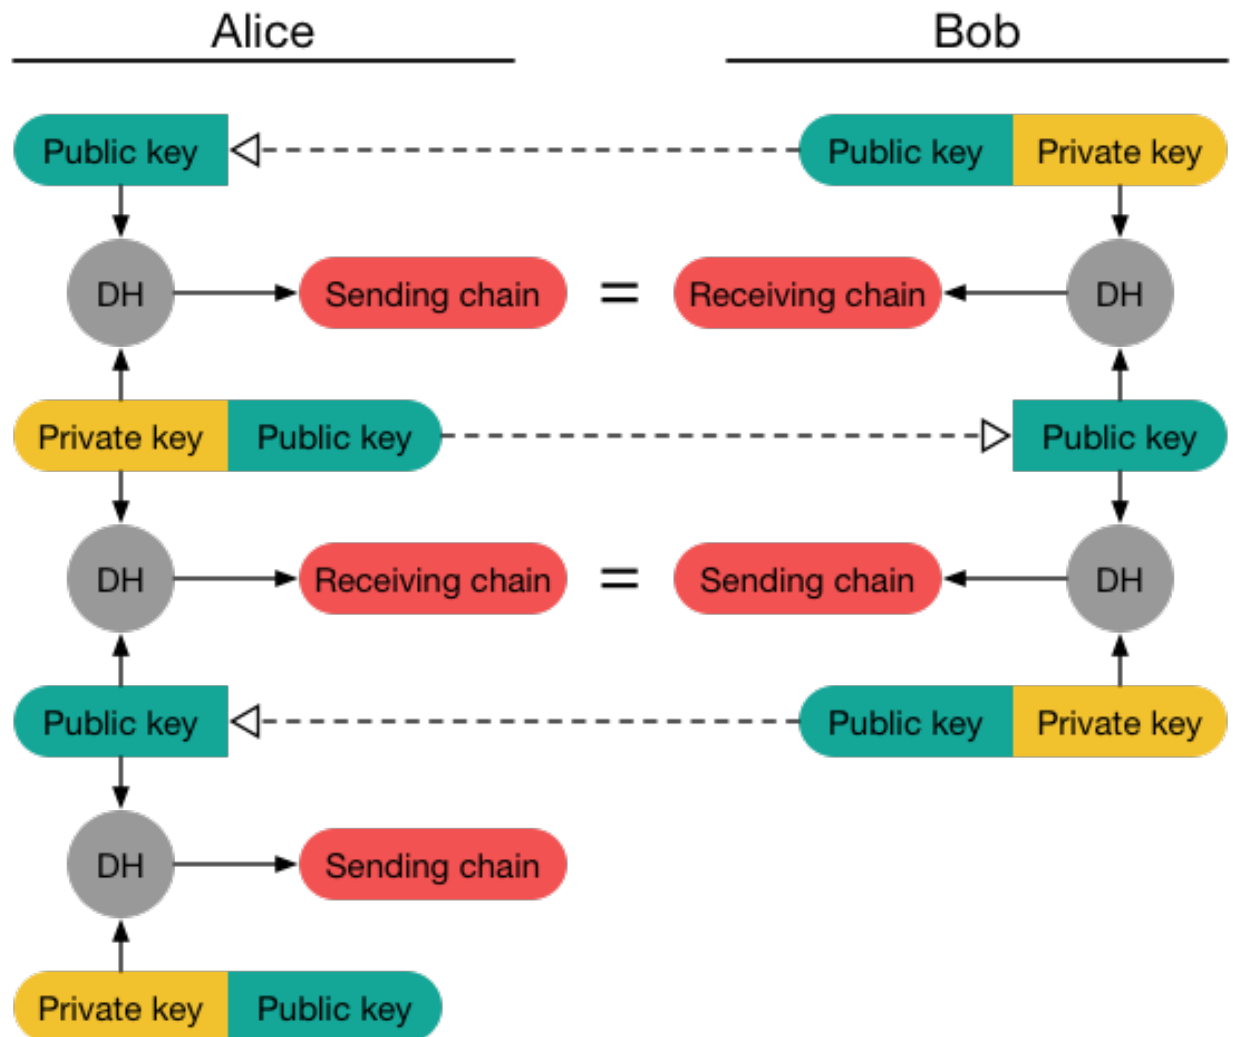 Alice
Bob
Public key
Public key
Private key
DH
Sending chain
=
Receiving chain
DH
Private key
Public key
Public key
DH
Receiving chain
=
Sending chain
DH
Public key
Public key
Private key
DH
Sending chain
Private key
Public key